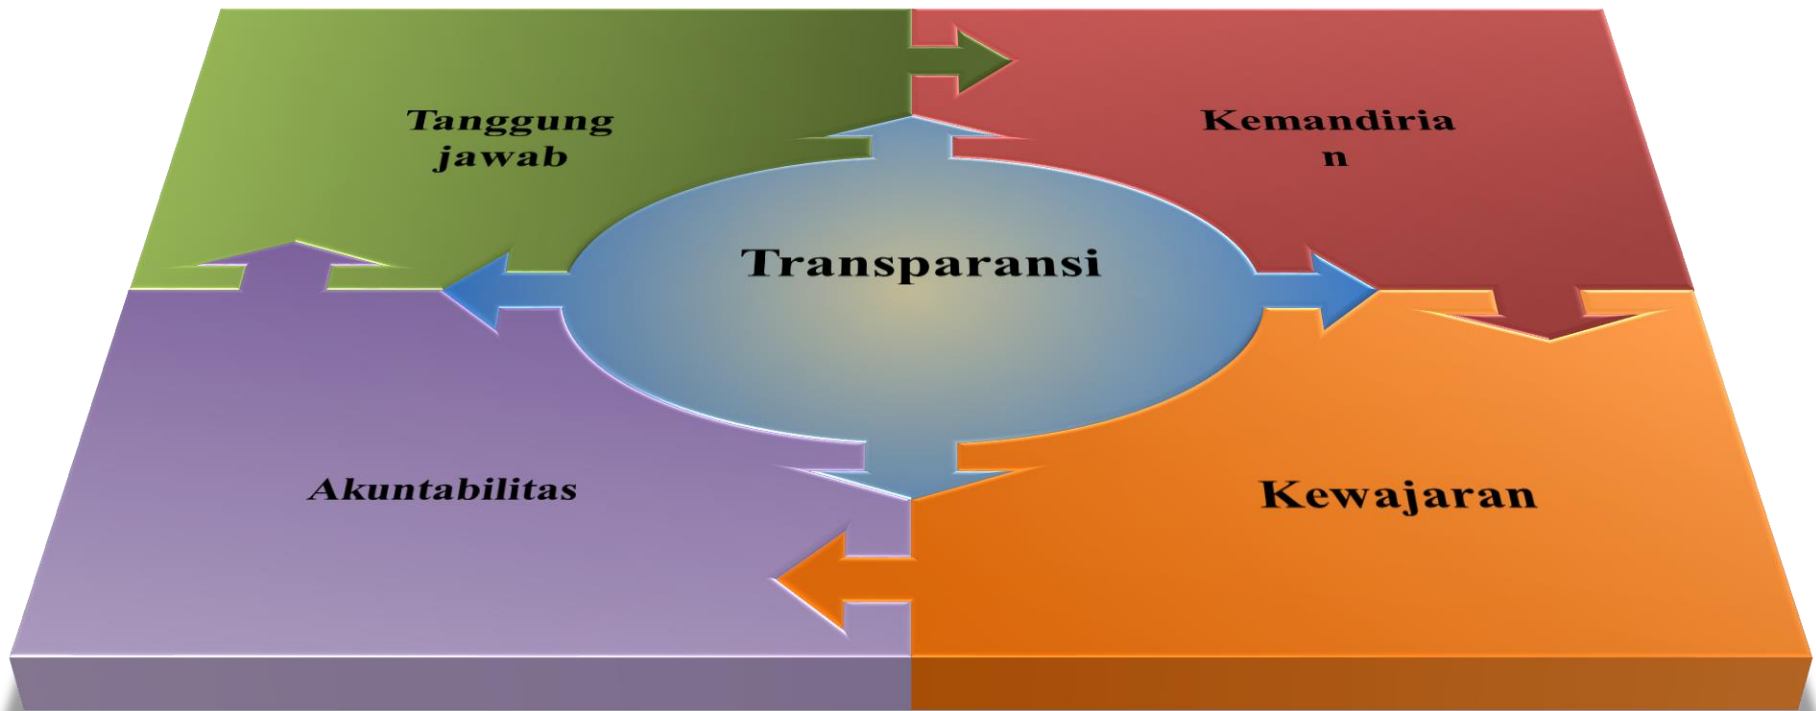 Tanggung
jawab
Kemandiria
n
Transparansi
Akuntabilitas
Kewajaran